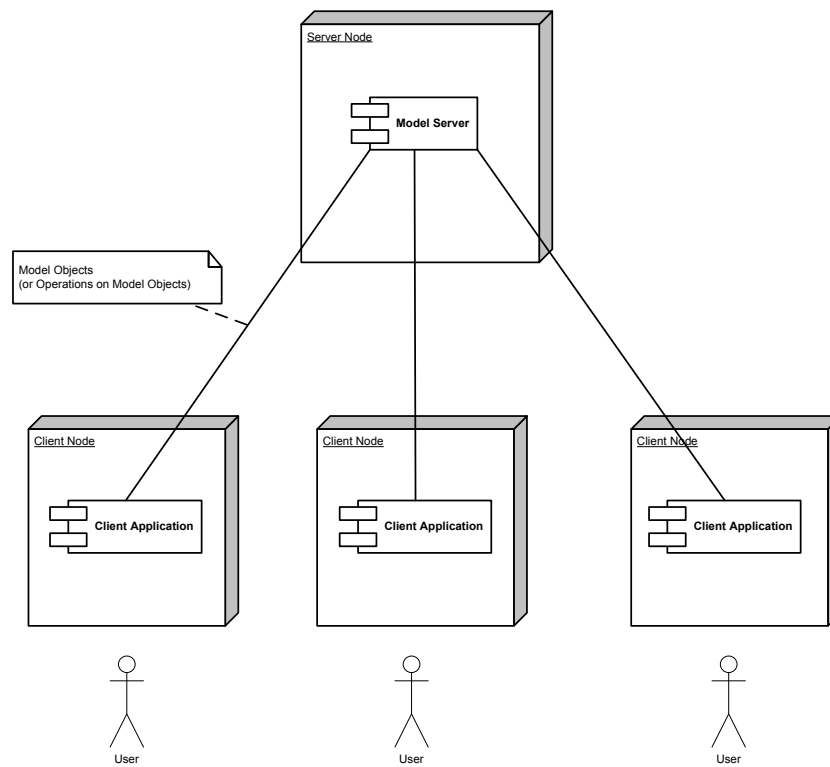 Server Node
Model Server
Model Objects
(or Operations on Model Objects)
Client Node
Client Node
Client Node
Client Application
Client Application
Client Application
User
User
User